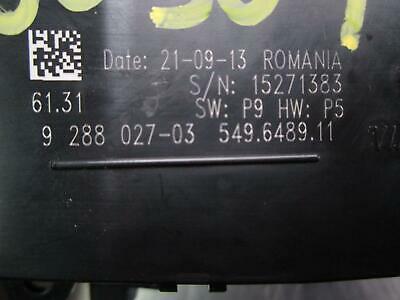 Date: 21-09-13 ROMANIA
S/N: 15271383
61.31 SW: P9 HW: P5
9 288 027-03 549.6489.11